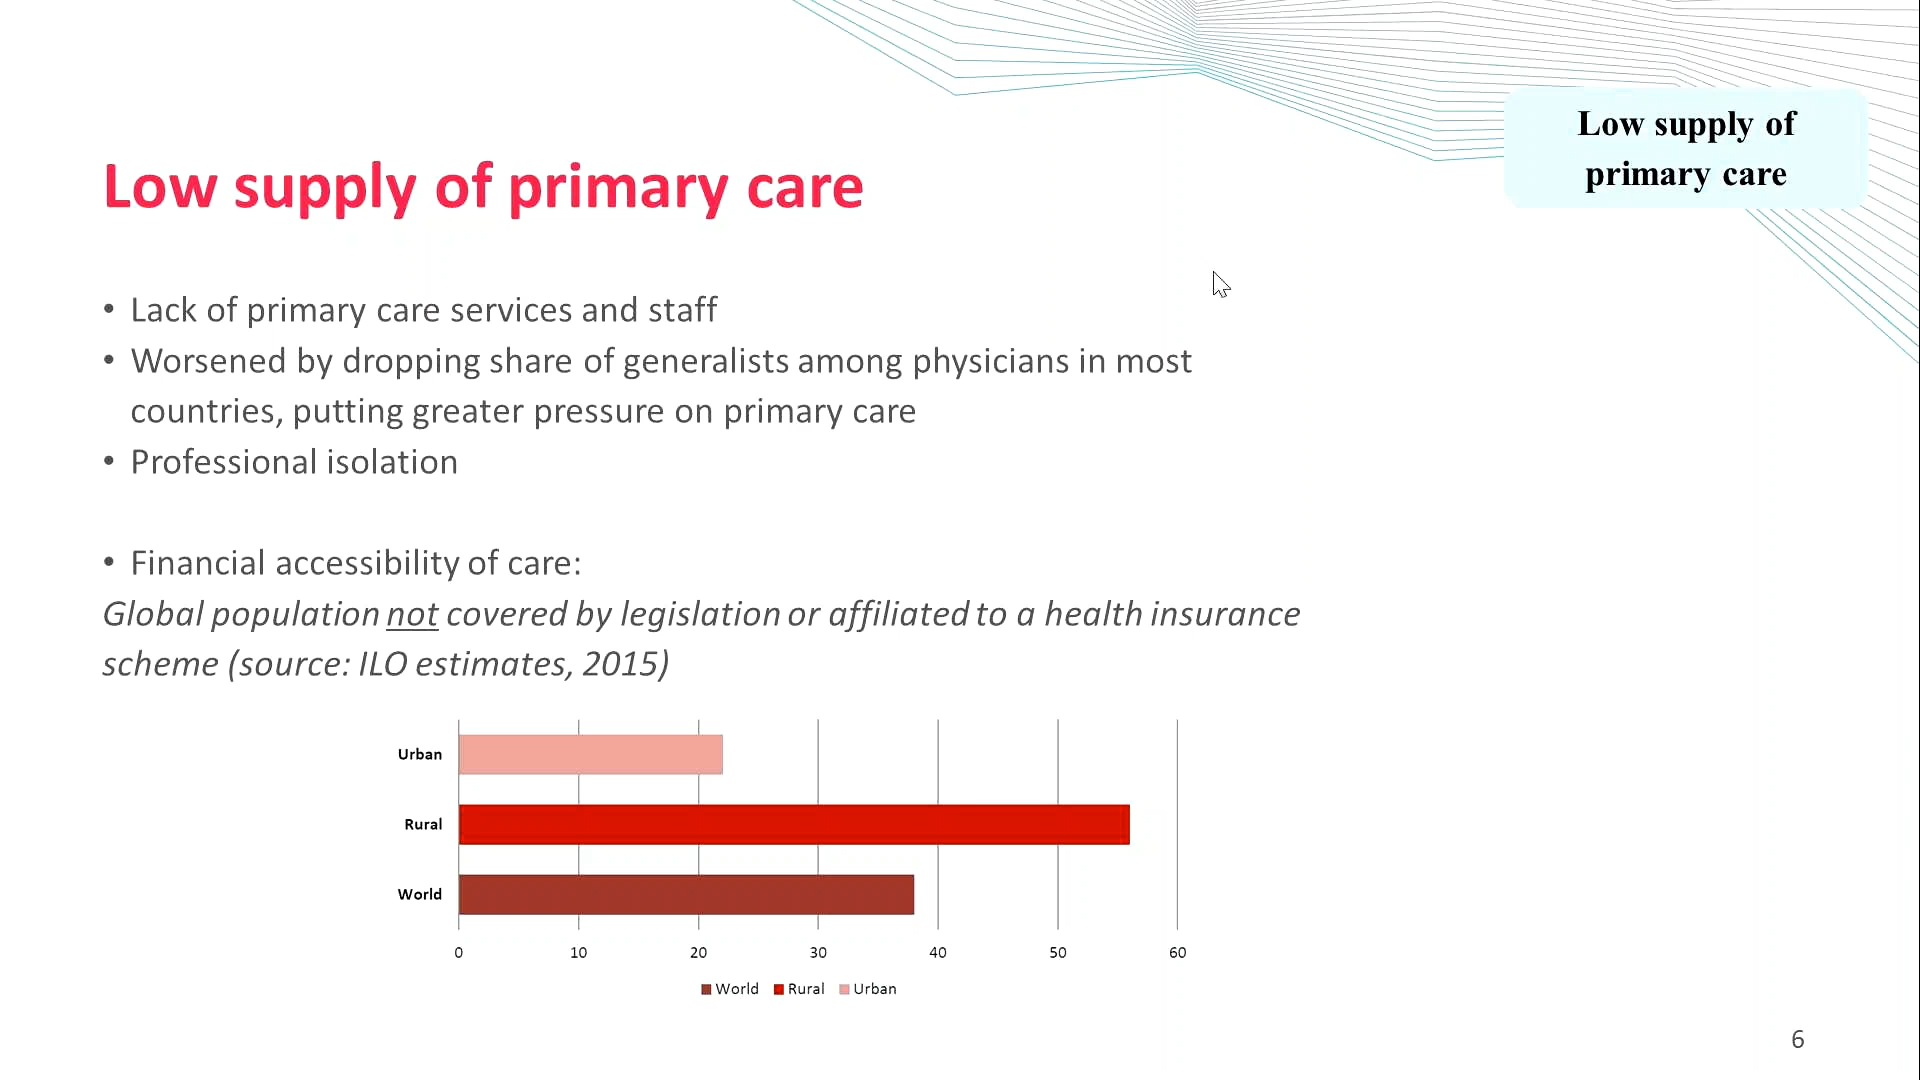 Low supply of
primary care
Low supply of primary care
• Lack of primary care services and staff
• Worsened by dropping share of generalists among physicians in most
countries, putting greater pressure on primary care
• Professional isolation
• Financial accessibility of care:
Global population not covered by legislation or affiliated to a health insurance
scheme (source: ILO estimates, 2015)
Urban
Rural
World
0 10 20 30 40 50 60
World Rural Urban
6